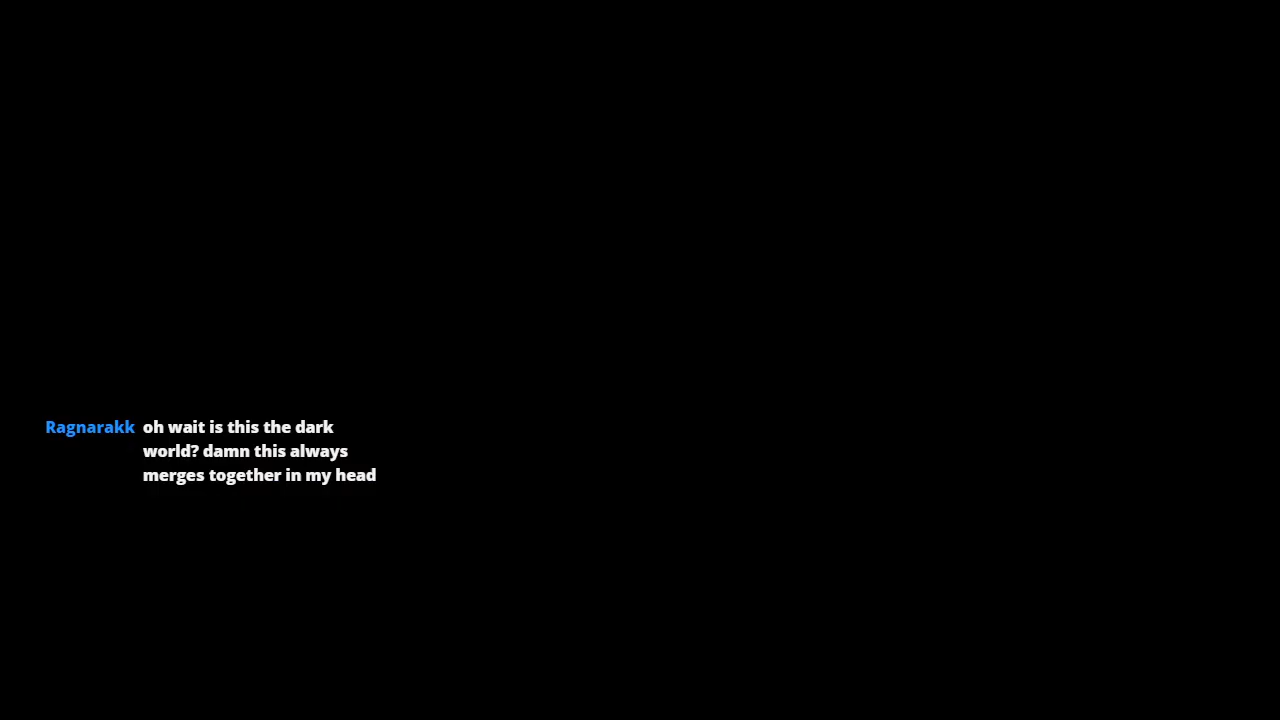 Ragnarakk oh wait is this the dark
world? damn this always
merges together in my head